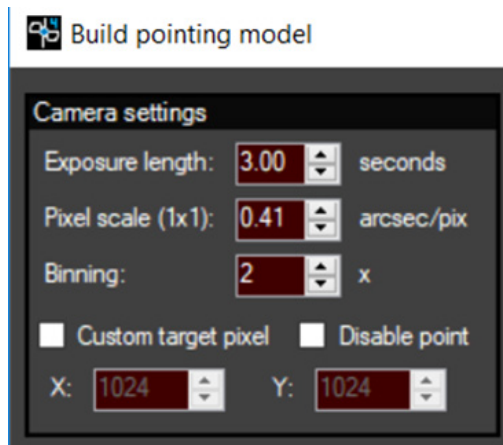 Build pointing model
Camera settings
Exposure length: 3.00 seconds
Pixel scale (1x1): 0.41 arcsec/pix
Binning: 2 x
Custom target pixel Disable point
X: 1024 Y: 1024